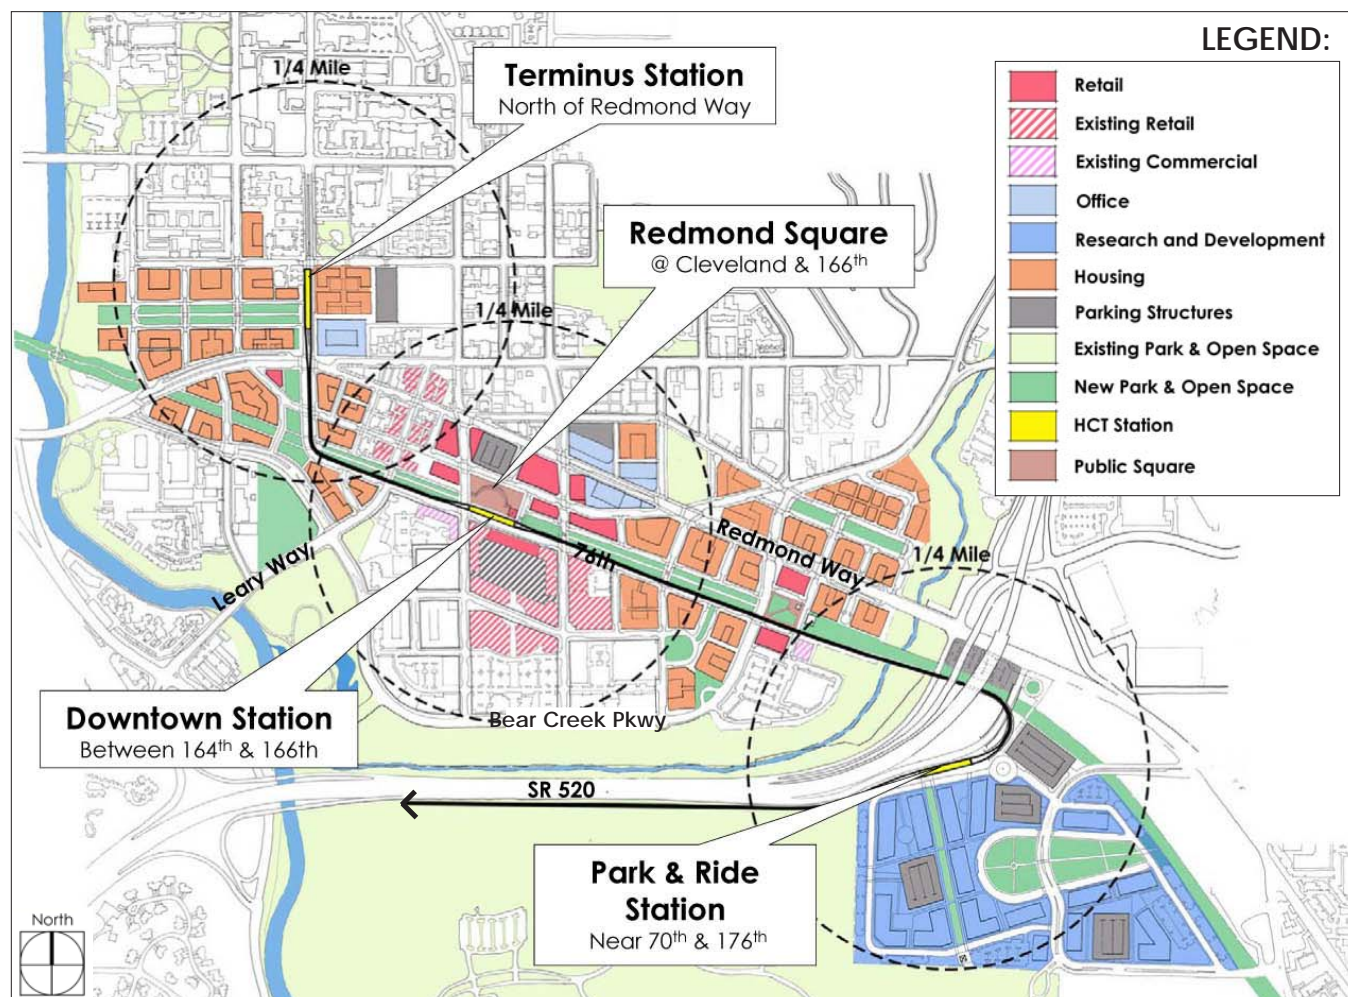 LEGEND:
Retail
Existing Retail
Existing Commercial
Office
Research and Development
Housing
Parking Structures
Existing Park & Open Space
New Park & Open Space
HCT Station
Public Square
1/4 Mile
Terminus Station
North of Redmond Way
Redmond Square
@ Cleveland & 166th
1/4 Mile
Redmond Way
1/4 Mile
76th
Leary Way
Downtown Station
Between 164th & 166th
Bear Creek Pkwy
SR 520
Park & Ride
Station
Near 70th & 176th
North